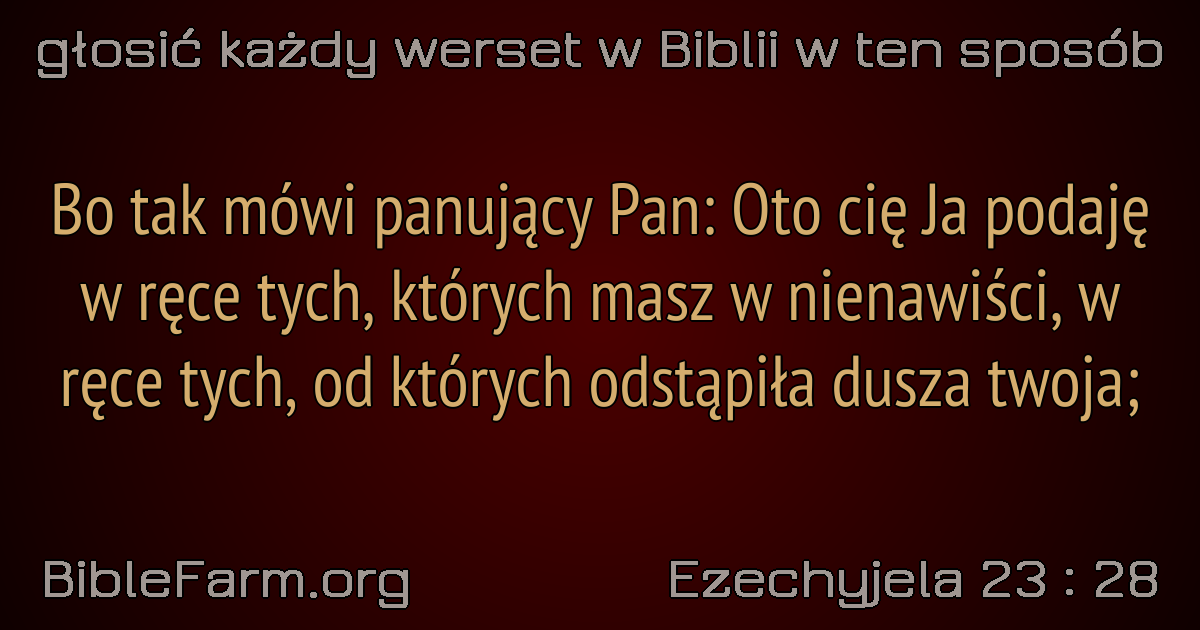 głosić każdy werset w Biblii w ten sposób
Bo tak mówi panujący Pan: Oto cię Ja podaję
w ręce tych, których masz w nienawiści, w
ręce tych, od których odstąpiła dusza twoja;
BibleFarm.org
Ezechyjela 23 : 28